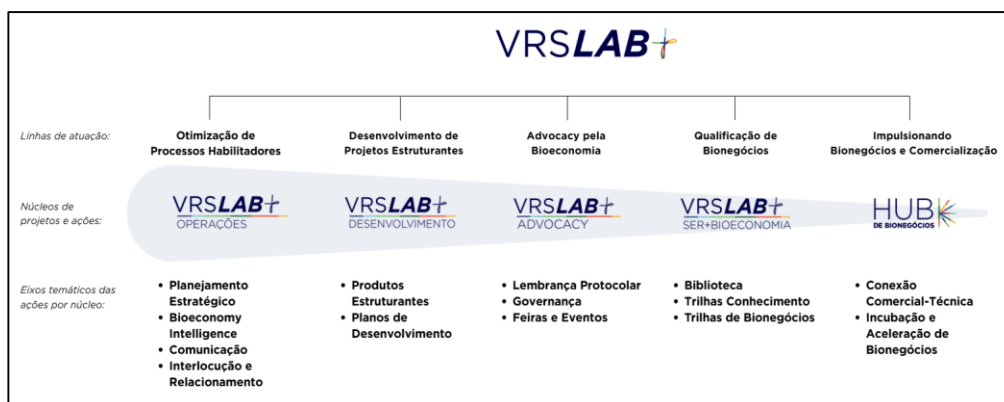 VRSLAB+
Linhas de atuação:
Otimização de
Processos Habilitadores
Desenvolvimento de
Projetos Estruturantes
Advocacy pela
Bioeconomia
Qualificação de
Bionegócios
Impulsionando
Bionegócios e Comercialização
Núcleos de
projetos e ações:
VRSLAB+
OPERAÇÕES
VRSLAB+
DESENVOLVIMENTO
VRSLAB+
ADVOCACY
VRSLAB+
SER+BIOECONOMIA
HUB
DE BIONEGÓCIOS
Eixos temáticos das
ações por núcleo:
• Planejamento
Estratégico
• Bioeconomy
Intelligence
• Comunicação
• Interlocução e
Relacionamento
• Produtos
Estruturantes
• Planos de
Desenvolvimento
• Lembrança Protocolar
• Governança
• Feiras e Eventos
• Biblioteca
• Trilhas Conhecimento
• Trilhas de Bionegócios
• Conexão
Comercial-Técnica
• Incubação e
Aceleração de
Bionegócios